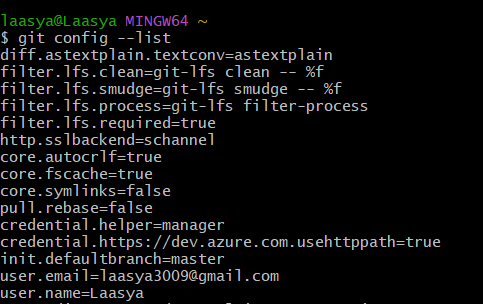 laasya@Laasya MINGW64 ~
$ git config --list
diff.astextplain.textconv=astextplain
filter.lfs.clean=git-lfs clean -- %f
filter.lfs.smudge=git-lfs smudge -- %f
filter.lfs.process=git-lfs filter-process
filter.lfs.required=true
http.sslbackend=schannel
core.autocrlf=true
core.fscache=true
core.symlinks=false
pull.rebase=false
credential.helper=manager
credential.https://dev.azure.com.usehttppath=true
init.defaultbranch=master
user.email=laasya3009@gmail.com
user.name=Laasya